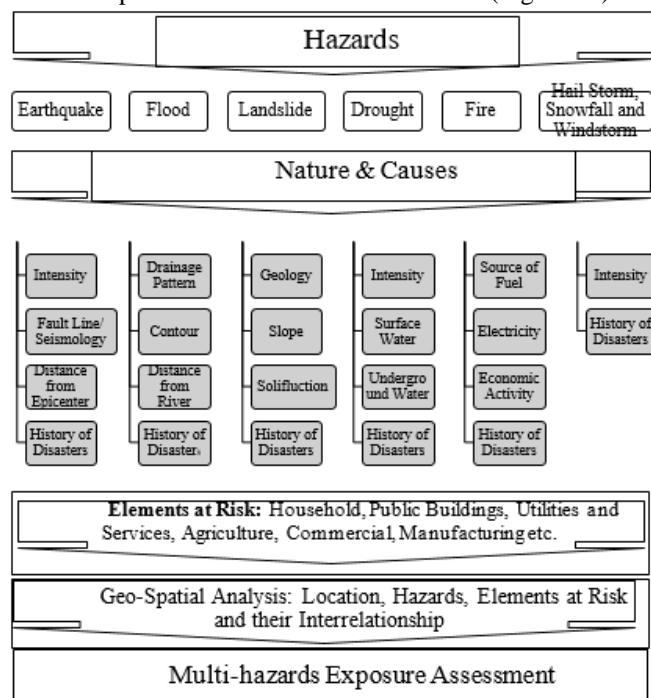 Hazards
Earthquake
Flood
Landslide
Drought
Fire
Hail Storm,
Snowfall and
Windstorm
Nature & Causes
Intensity
Drainage
Pattern
Geology
Intensity
Source of
Fuel
Intensity
Fault Line/
Seismology
Contour
Slope
Surface
Water
Electricity
History of
Disasters
Distance
from
Epicenter
Distance
from
River
Solifluction
Undergro
und Water
Economic
Activity
History of
Disasters
History of
Disasters
History of
Disasters
History of
Disasters
History of
Disasters
Elements at Risk: Household, Public Buildings, Utilities and
Services, Agriculture, Commercial, Manufacturing etc.
Geo-Spatial Analysis: Location, Hazards, Elements at Risk
and their Interrelationship
Multi-hazards Exposure Assessment